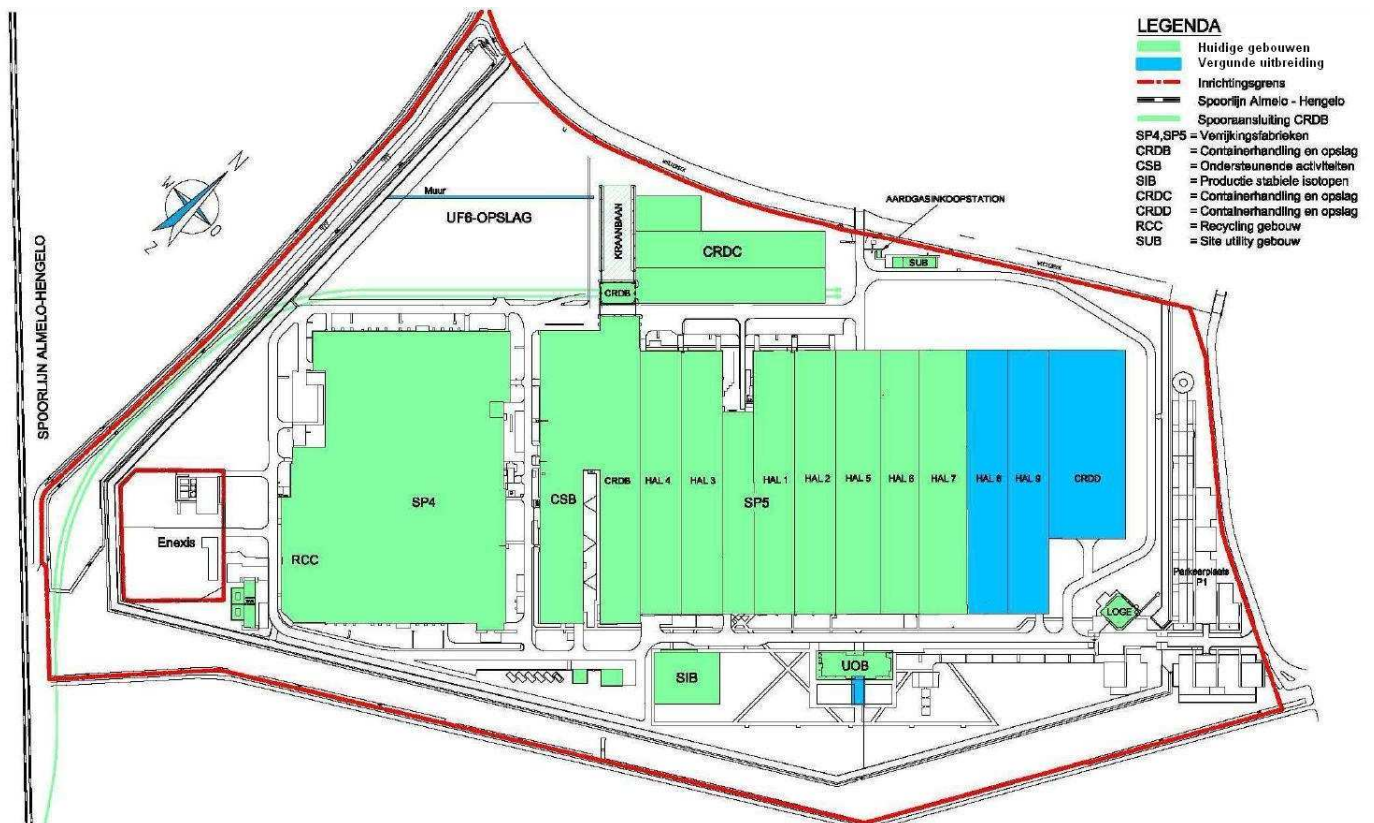 LEGENDA
Huidige gebouwen
Vergunde uitbreiding
Inrichtingsgrens
Spoorlijn Almelo - Hengelo
Spooraansluiting CRDB
SP4,SP5 = Verrijkingsfabrieken
CRDB = Containerhandling en opslag
CSB = Ondersteunende activiteiten
SIB = Productie stabiele isotopen
CRDC = Containerhandling en opslag
CRDD = Containerhandling en opslag
RCC = Recycling gebouw
SUB = Site utility gebouw
N
W
O
Z
Muur
UF6-OPSLAG
KRAANBAAN
AARDGASINKOOPSTATION
CRDC
SUB
CRDB
SPOORLIJN ALMELO-HENGELO
SP4
CSB
CRDB
HAL 4
HAL 3
SP5
HAL 1
HAL 2
HAL 5
HAL 6
HAL 7
HAL 8
HAL 9
CRDD
Enexis
RCC
Parkeerplaats
P1
LOGE
SIB
UOB